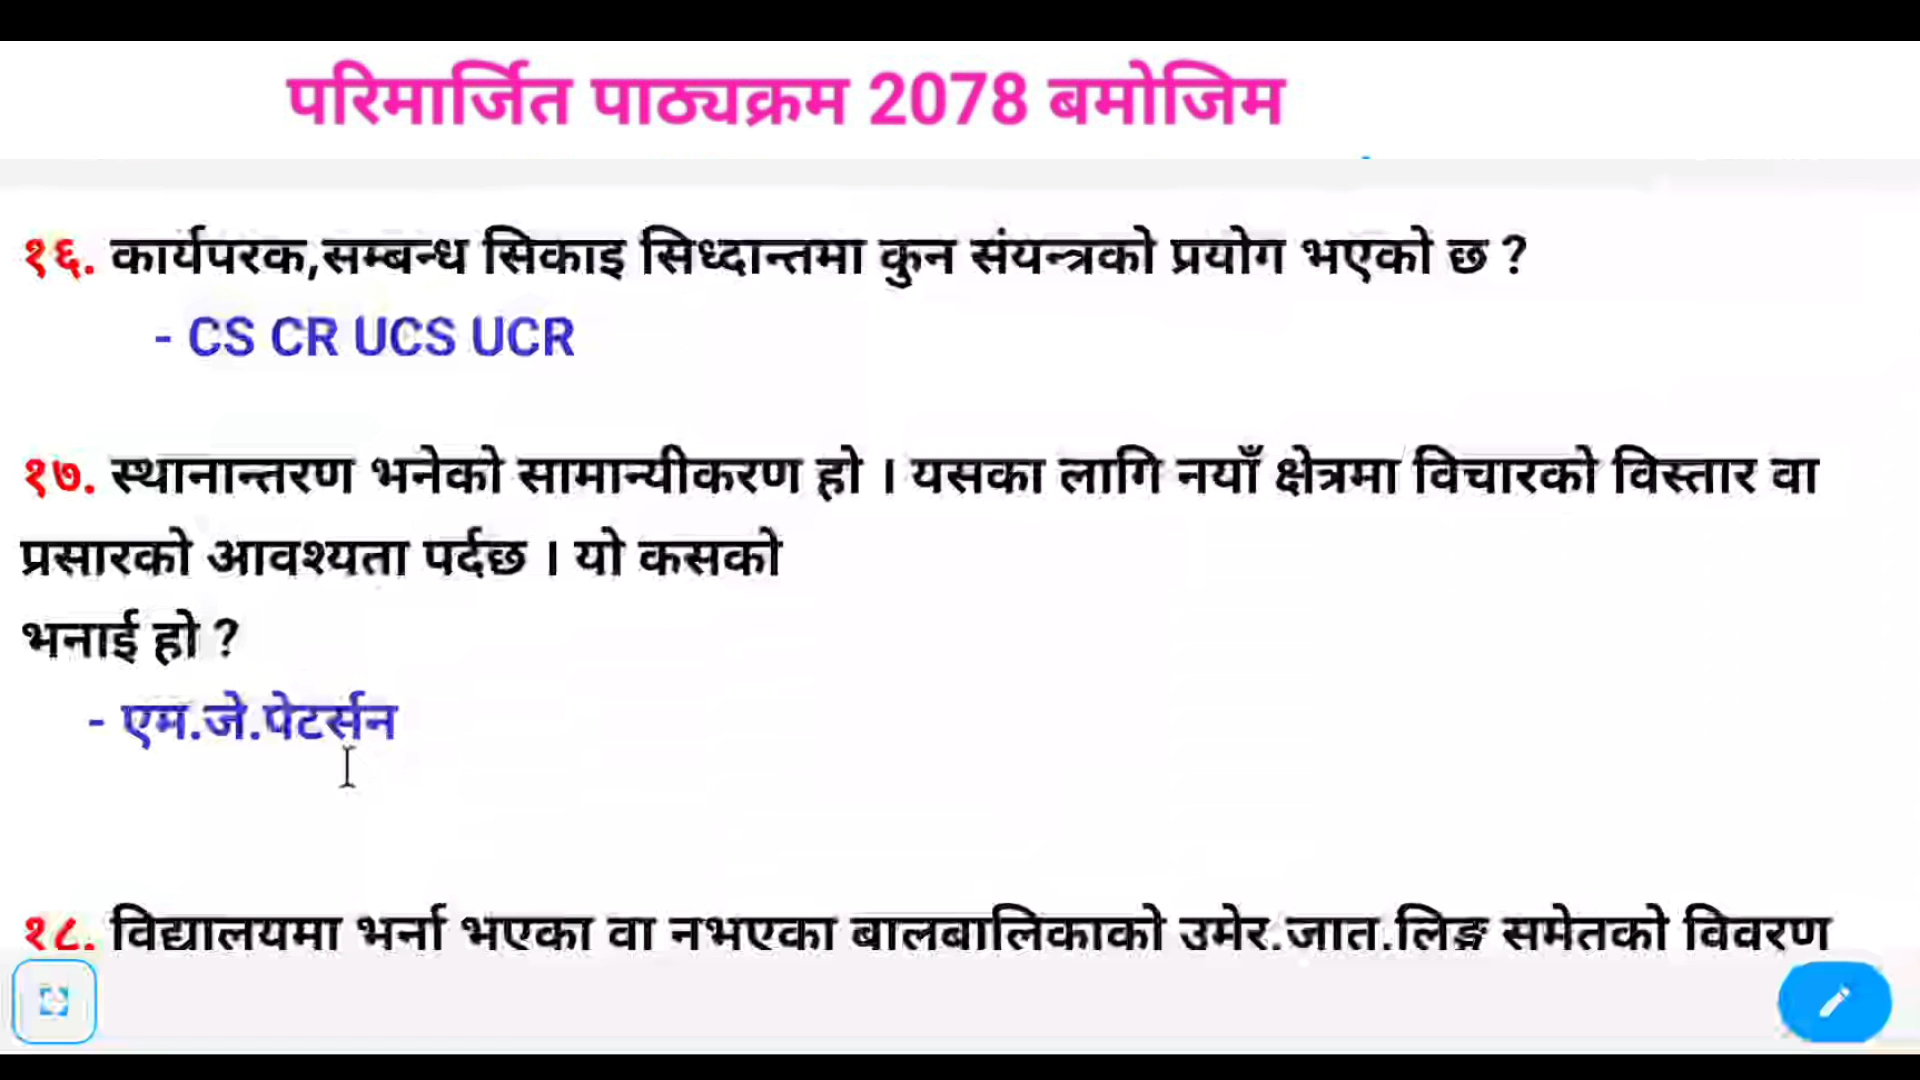 परिमार्जित पाठ्यक्रम 2078 बमोजिम
१६. कार्यपरक,सम्बन्ध सिकाइ सिध्दान्तमा कुन संयन्त्रको प्रयोग भएको छ ?
- CS CR UCS UCR
१७. स्थानान्तरण भनेको सामान्यीकरण हो । यसका लागि नयाँ क्षेत्रमा विचारको विस्तार वा
प्रसारको आवश्यता पर्दछ । यो कसको
भनाई हो ?
- एम.जे.पेटर्सन
१८. विद्यालयमा भर्ना भएका वा नभएका बालबालिकाको उमेर,जात,लिङ्ग समेतको विवरण